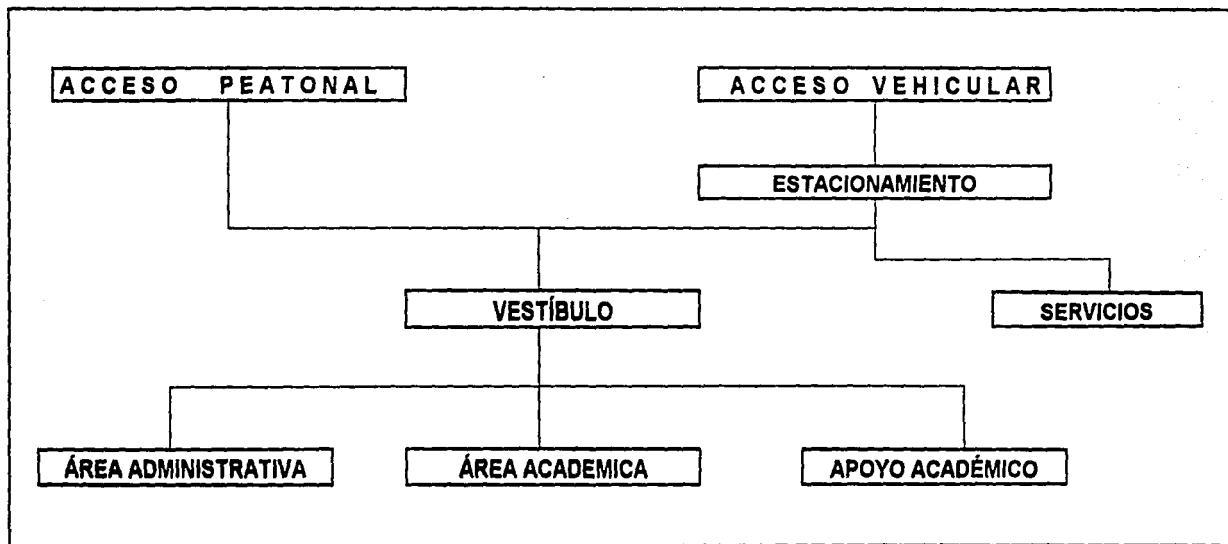 ACCESO PEATONAL
ACCESO VEHICULAR
ESTACIONAMIENTO
VESTÍBULO
SERVICIOS
ÁREA ADMINISTRATIVA
ÁREA ACADEMICA
APOYO ACADÉMICO